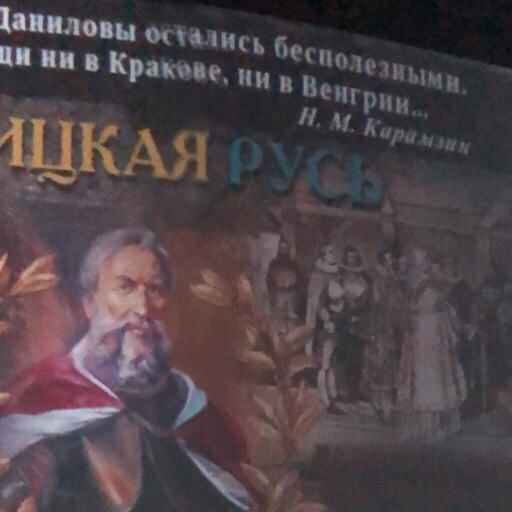 Даниловы остались бесполезными.
ни в Кракове, ни в Венгрии...
Н. М. Карамзин
ИЦКАЯ РУСЬ